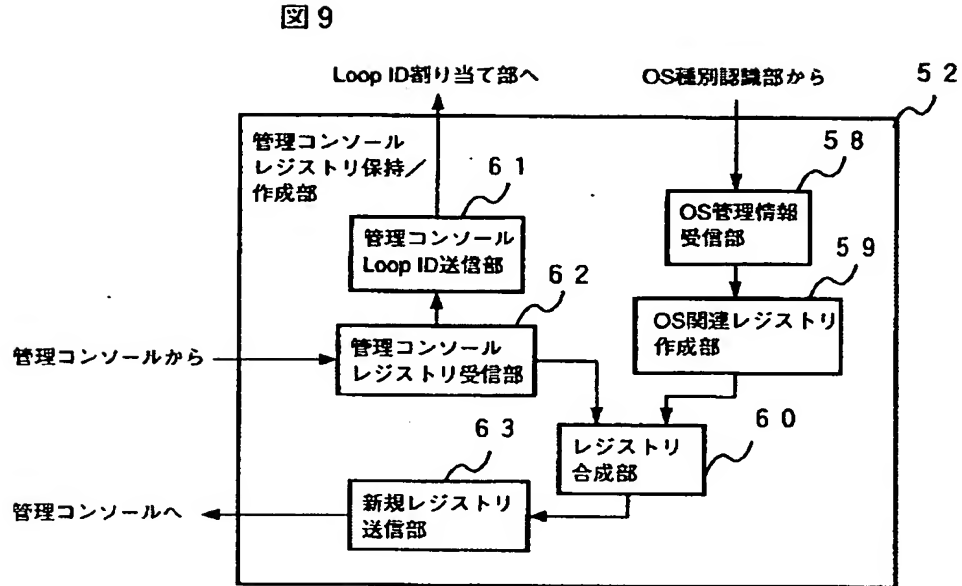 図9
Loop ID割り当て部へ
OS種別認識部から
52
管理コンソール
レジストリ保持/
作成部
61
58
管理コンソール
Loop ID送信部
OS管理情報
受信部
62
59
管理コンソールから
管理コンソール
レジストリ受信部
OS関連レジストリ
作成部
63
60
レジストリ
合成部
管理コンソールへ
新規レジストリ
送信部